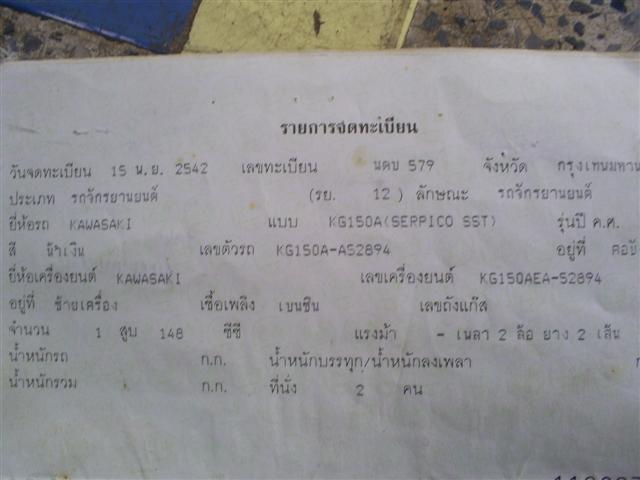 รายการจดทะเบียน
วันจดทะเบียน 15 พ.ย. 2542 เลขทะเบียน 579 จังหวัด กรุงเทพมหาน
ประเภท รถจักรยานยนต์ (รย. 12 ) ลักษณะ รถจักรยานยนต์
ยี่ห้อรถ KAWASAKI แบบ KG150A(SERPICO SST) รุ่นปี ค.ศ.
สี น้ำเงิน เลขตัวรถ KG150A-A52894 อยู่ที่ คอ
ยี่ห้อเครื่องยนต์ KAWASAKI เลขเครื่องยนต์ KG150AEA-52894
อยู่ที่ ซ้ายเครื่อง เชื้อเพลิง เบนซิน เลขถังแก๊ส
จำนวน 1 สูบ 148 ซีซี แรงม้า - เพลา 2 ล้อ ยาง 2 เส้น
น้ำหนักรถ ก.ก. น้ำหนักบรรทุก/น้ำหนักลงเพลา
น้ำหนักรวม ก.ก. ที่นั่ง 2 คน